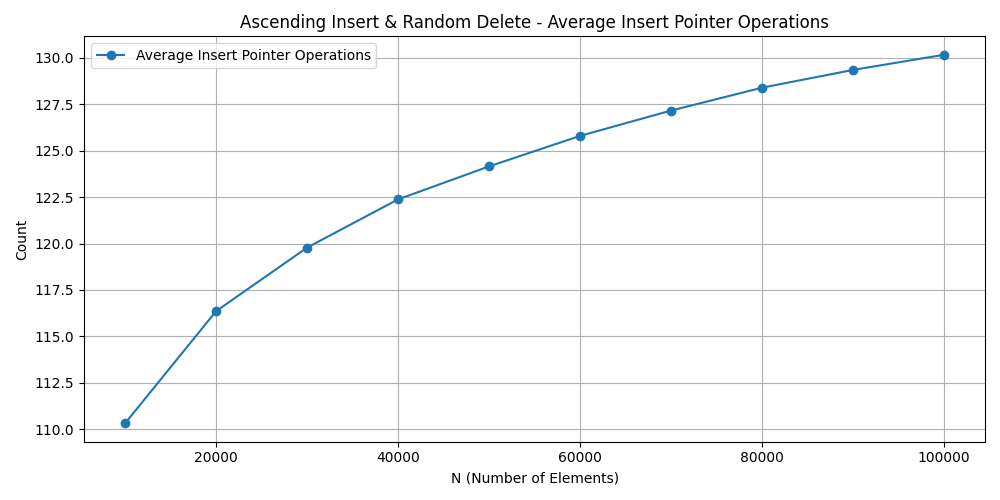 Ascending Insert & Random Delete - Average Insert Pointer Operations
Average Insert Pointer Operations
130.0
127.5
125.0
122.5
120.0
117.5
115.0
112.5
110.0
Count
20000 40000 60000 80000 100000
N (Number of Elements)